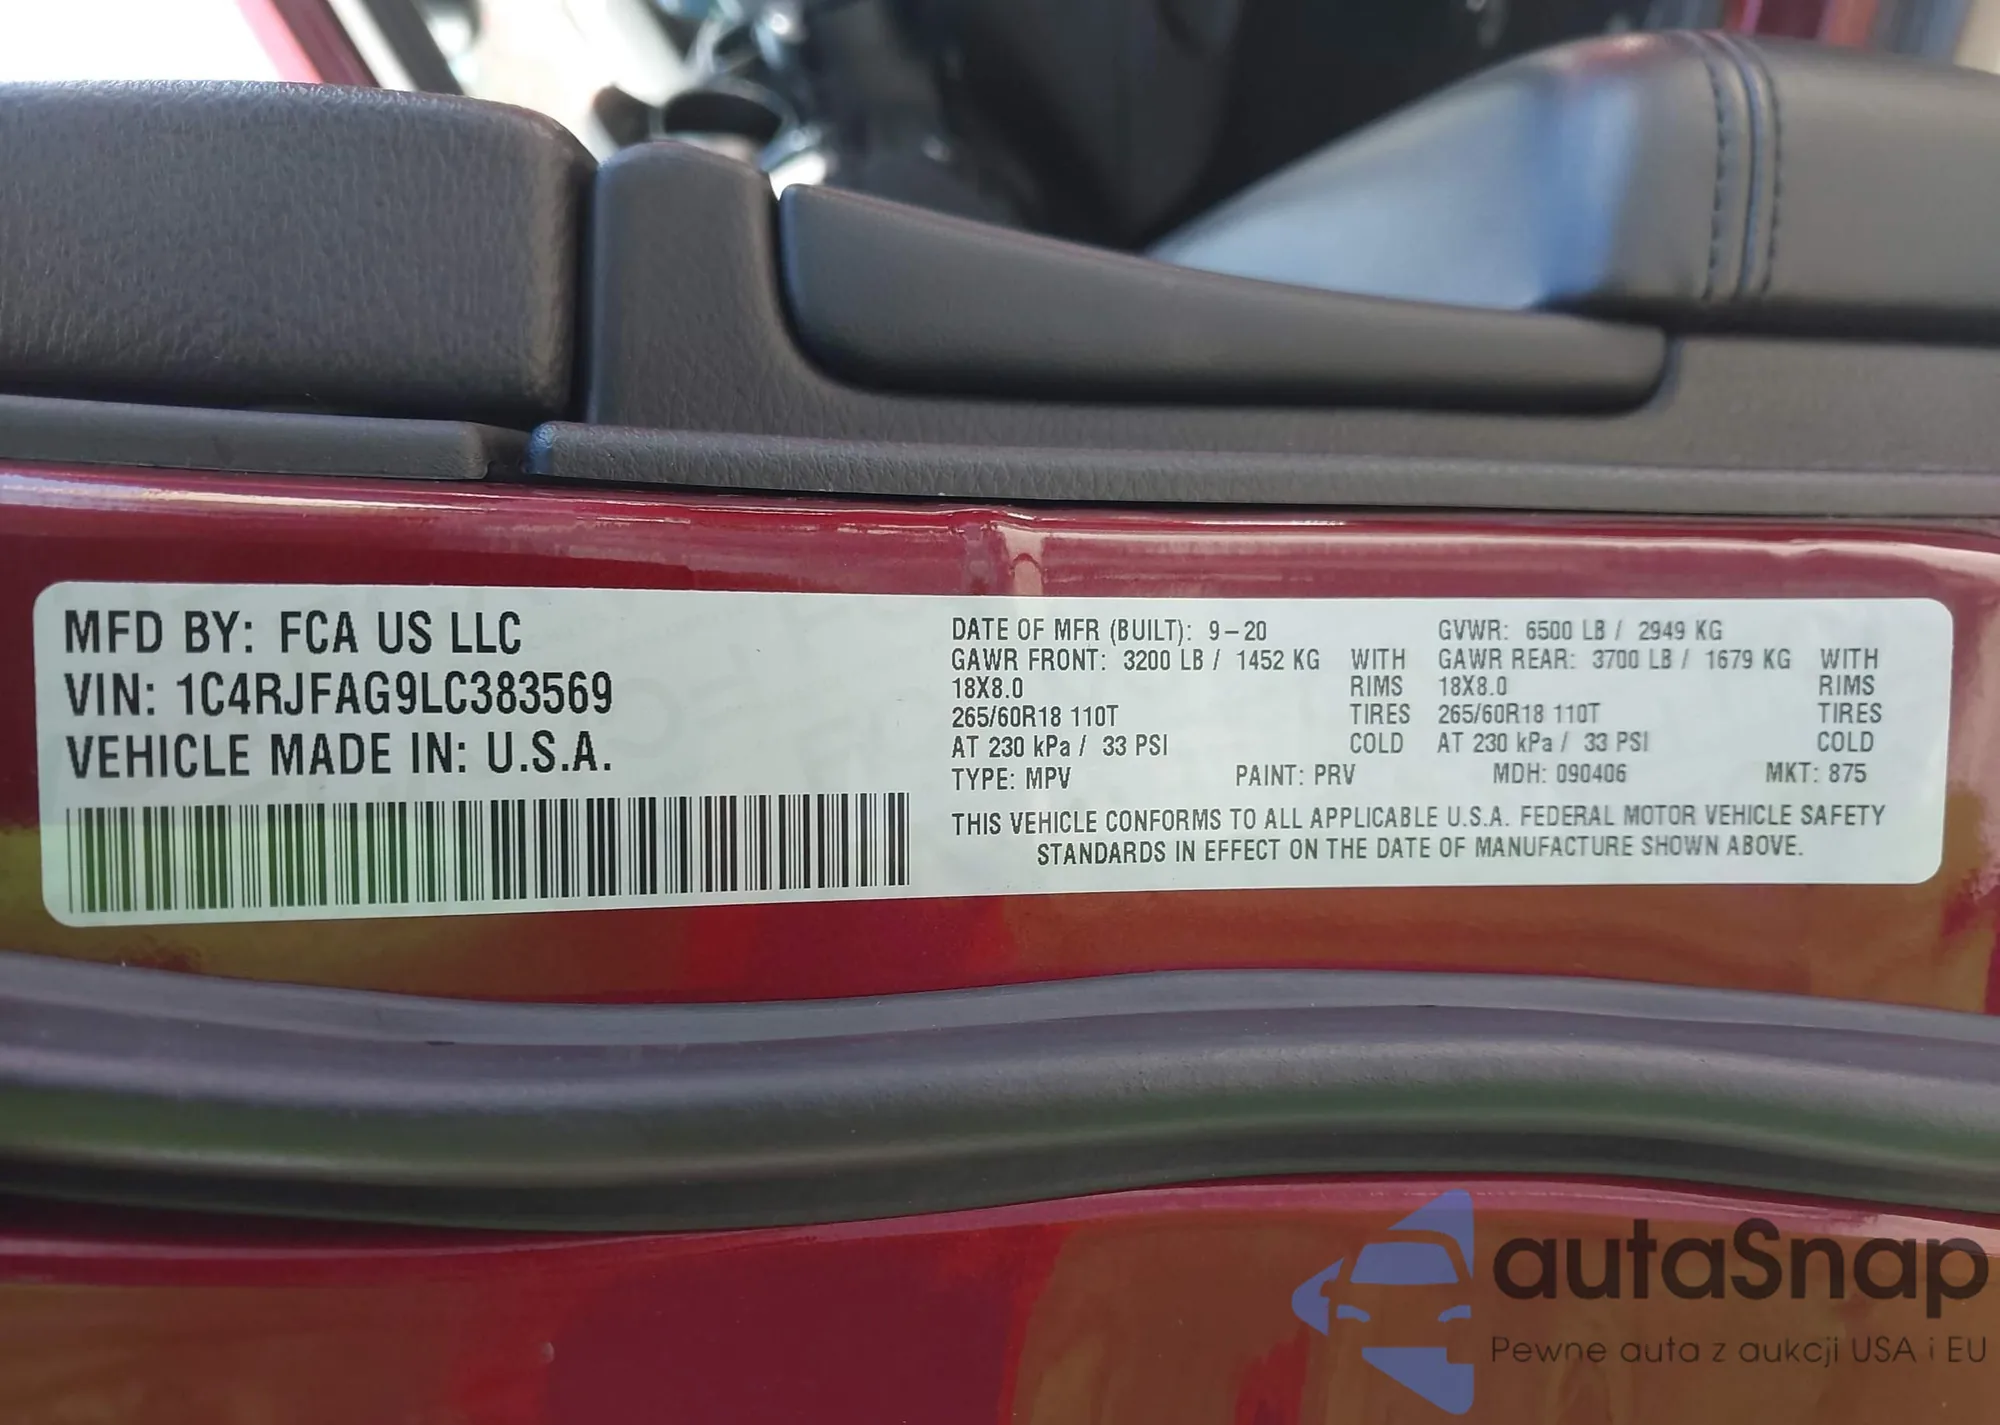 MFD BY: FCA US LLC
VIN: 1C4RJFAG9LC383569
VEHICLE MADE IN: U.S.A.
DATE OF MFR (BUILT): 9-20 GVWR: 6500 LB / 2949 KG
GAWR FRONT: 3200 LB / 1452 KG WITH GAWR REAR: 3700 LB / 1679 KG WITH
18X8.0 RIMS 18X8.0 RIMS
265/60R18 110T TIRES 265/60R18 110T TIRES
AT 230 kPa / 33 PSI COLD AT 230 kPa / 33 PSI COLD
TYPE: MPV PAINT: PRV MDH: 090406 MKT: 875
THIS VEHICLE CONFORMS TO ALL APPLICABLE U.S.A. FEDERAL MOTOR VEHICLE SAFETY
STANDARDS IN EFFECT ON THE DATE OF MANUFACTURE SHOWN ABOVE.
autaSnap
Pewne auta z aukcji USA i EU